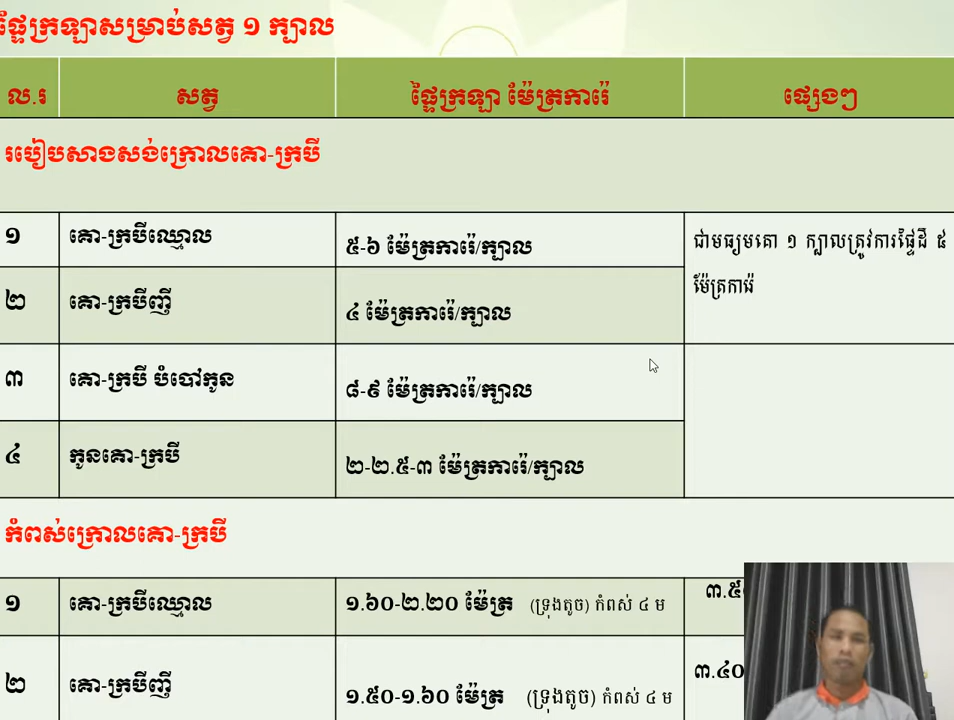 ផ្ទៃក្រឡាសម្រាប់សត្វ ១ ក្បាល
ល.រ សត្វ ផ្ទៃក្រឡា ម៉ែត្រការ៉េ ផ្សេងៗ
របៀបសាងសង់ក្រោលគោ-ក្របី
១ គោ-ក្របីឈ្មោល ៥-៦ ម៉ែត្រការ៉េ/ក្បាល ជាមធ្យមគោ ១ ក្បាលត្រូវការផ្ទៃដី ៥
ម៉ែត្រការ៉េ
២ គោ-ក្របីញី ៤ ម៉ែត្រការ៉េ/ក្បាល
៣ គោ-ក្របី បំបៅកូន ៨-៩ ម៉ែត្រការ៉េ/ក្បាល
៤ កូនគោ-ក្របី ២-២.៥-៣ ម៉ែត្រការ៉េ/ក្បាល
កំពស់ក្រោលគោ-ក្របី
១ គោ-ក្របីឈ្មោល ១.៦០-២.២០ ម៉ែត្រ (ទ្រុងតូច) កំពស់ ៤ ម
២ គោ-ក្របីញី ១.៥០-១.៦០ ម៉ែត្រ (ទ្រុងតូច) កំពស់ ៤ ម ៣.៤០